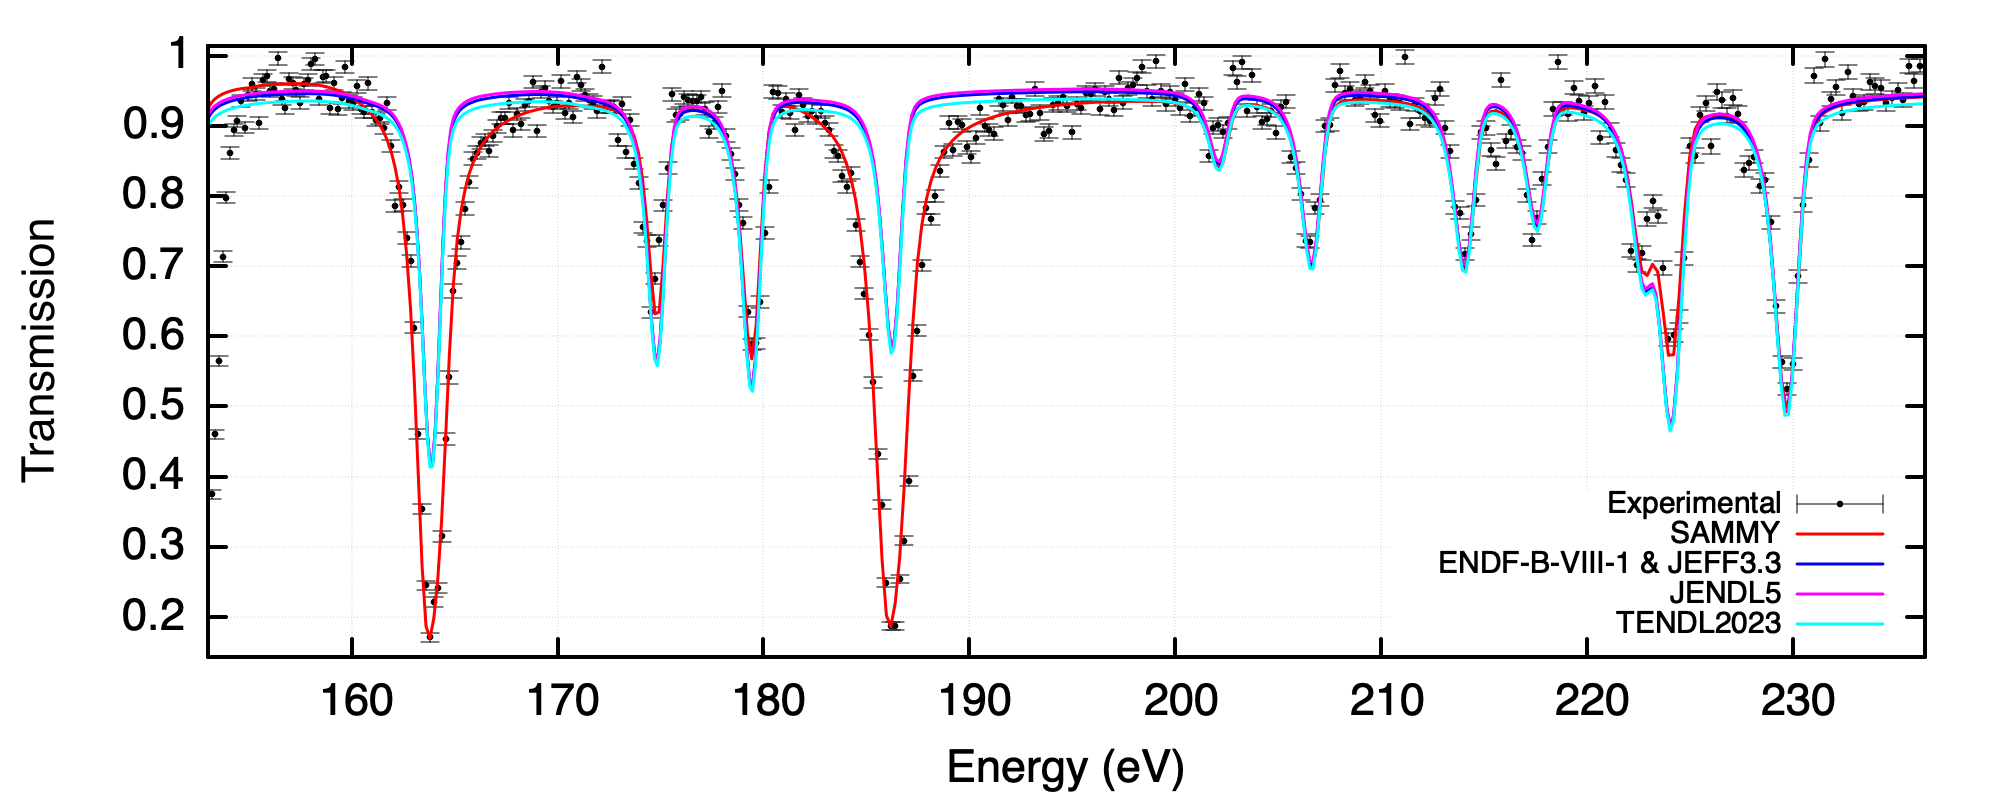 1
0.9
0.8
0.7
0.6
0.5
0.4
0.3
0.2
Transmission
Experimental
SAMMY
ENDF-B-VIII-1 & JEFF3.3
JENDL5
TENDL2023
160 170 180 190 200 210 220 230
Energy (eV)